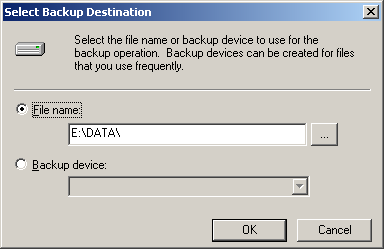 Select Backup Destination
Select the file name or backup device to use for the
backup operation. Backup devices can be created for files
that you use frequently.
File name:
E:\DATA\
...
Backup device:
OK
Cancel